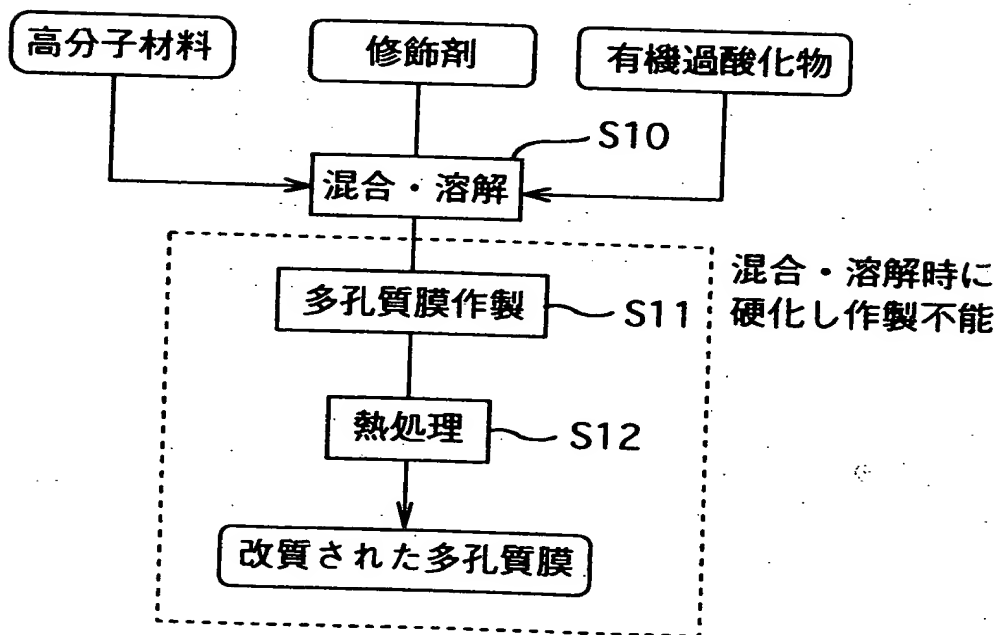 高分子材料
修飾剤
有機過酸化物
S10
混合・溶解
混合・溶解時に
硬化し作製不能
多孔質膜作製
S11
熱処理
S12
改質された多孔質膜